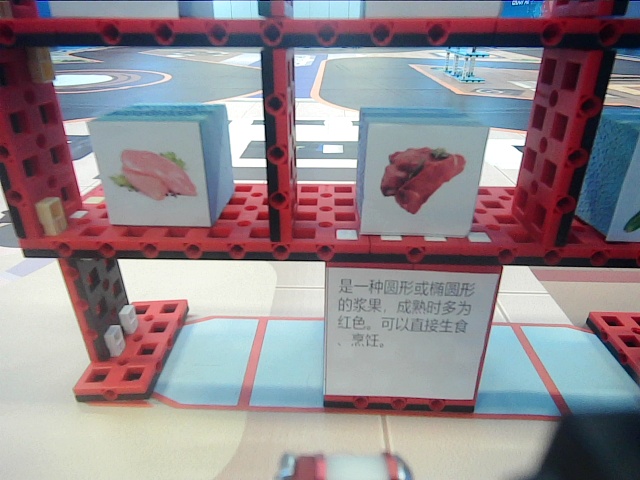 是一种圆形或椭圆形
的浆果，成熟时多为
红色。可以直接生食
、烹饪。